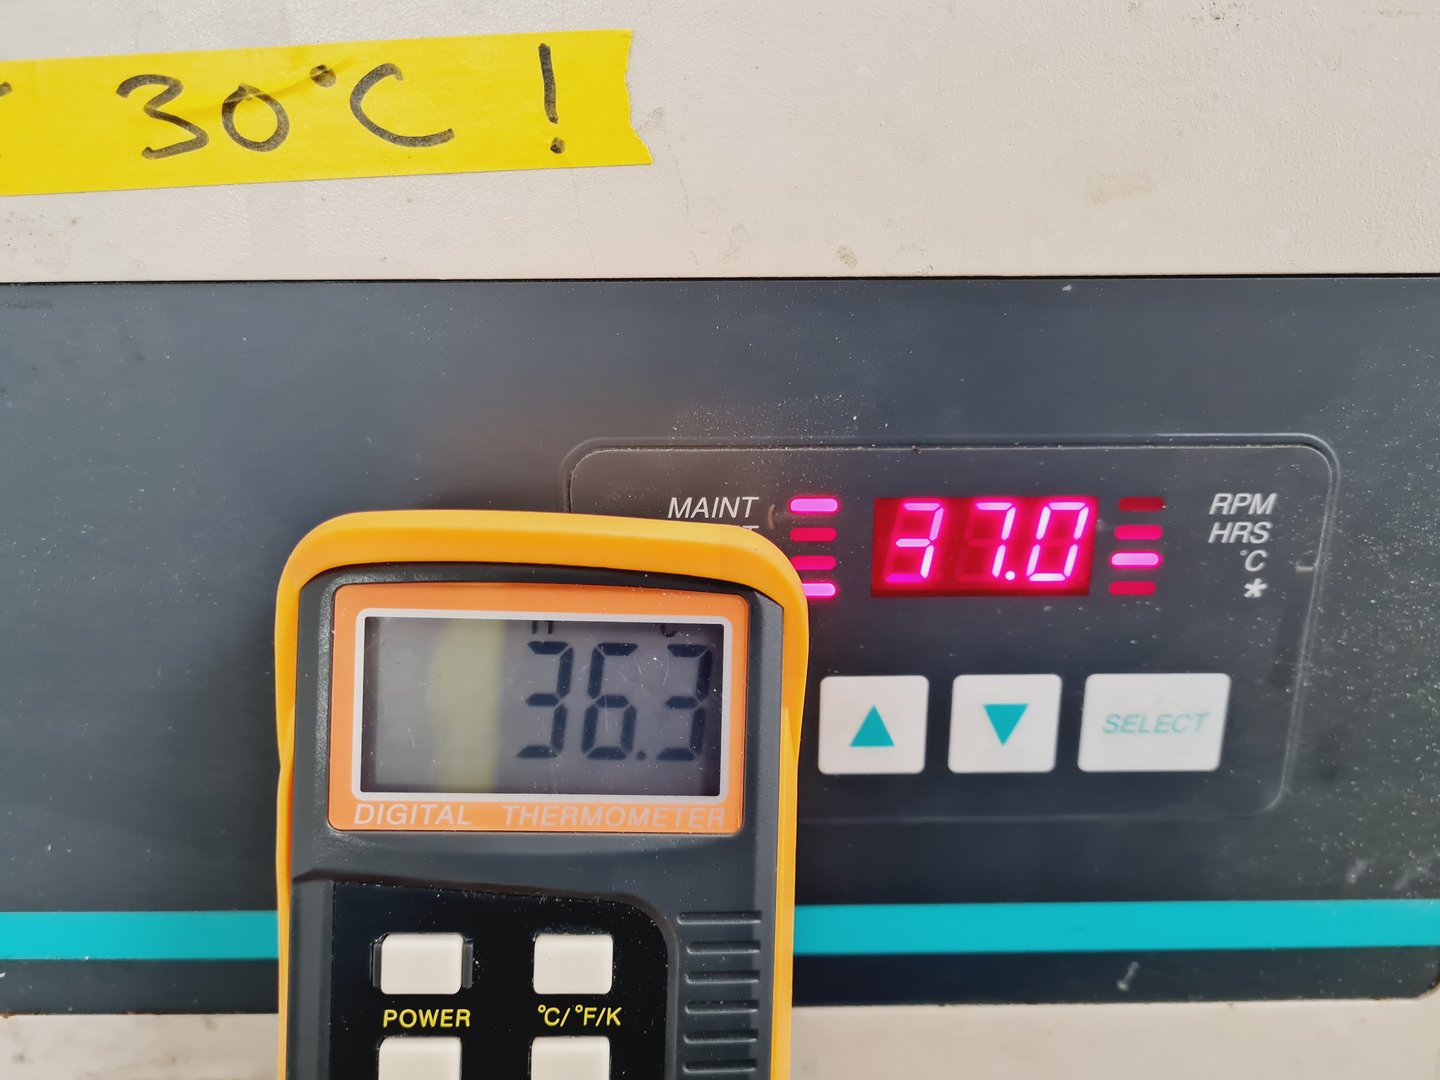 30°C !
MAINT
37.0
RPM
HRS
°C
*
SELECT
36.3
DIGITAL THERMOMETER
POWER
°C/°F/K